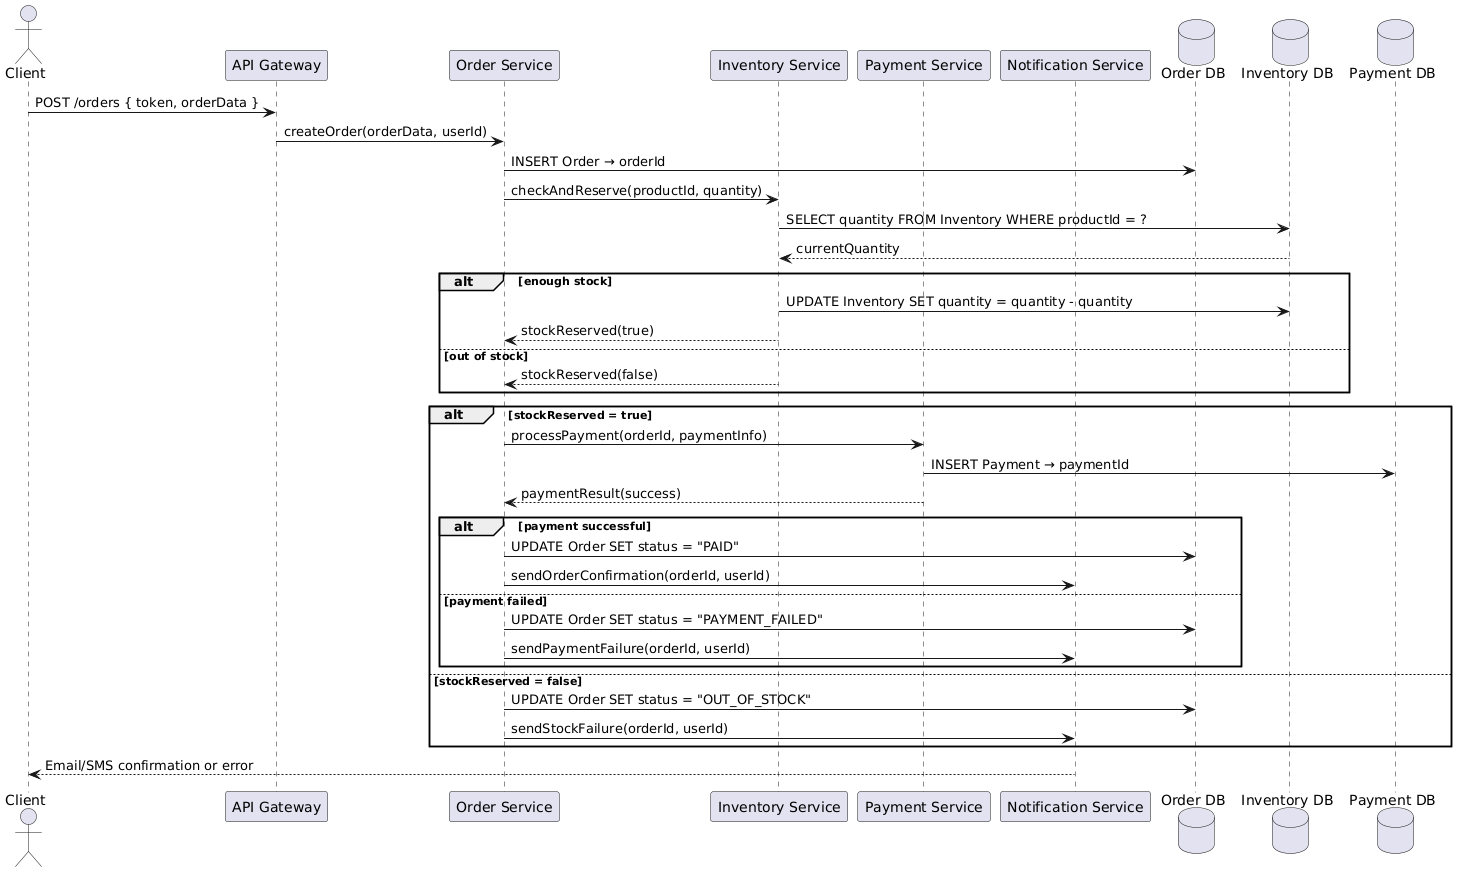 Client
API Gateway
Order Service
Inventory Service
Payment Service
Notification Service
Order DB
Inventory DB
Payment DB
POST /orders { token, orderData }
createOrder(orderData, userId)
INSERT Order → orderId
checkAndReserve(productId, quantity)
SELECT quantity FROM Inventory WHERE productId = ?
currentQuantity
alt
[enough stock]
UPDATE Inventory SET quantity = quantity - quantity
stockReserved(true)
[out of stock]
stockReserved(false)
alt
[stockReserved = true]
processPayment(orderId, paymentInfo)
INSERT Payment → paymentId
paymentResult(success)
alt
[payment successful]
UPDATE Order SET status = "PAID"
sendOrderConfirmation(orderId, userId)
[payment failed]
UPDATE Order SET status = "PAYMENT_FAILED"
sendPaymentFailure(orderId, userId)
[stockReserved = false]
UPDATE Order SET status = "OUT_OF_STOCK"
sendStockFailure(orderId, userId)
Email/SMS confirmation or error
Client
API Gateway
Order Service
Inventory Service
Payment Service
Notification Service
Order DB
Inventory DB
Payment DB